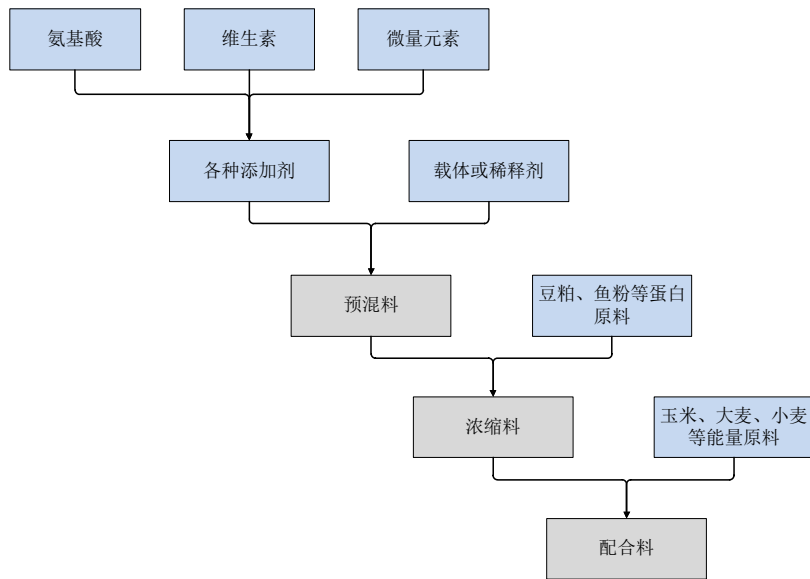 氨基酸
维生素
微量元素
各种添加剂
载体或稀释剂
预混料
豆粕、鱼粉等蛋白
原料
浓缩料
玉米、大麦、小麦
等能量原料
配合料